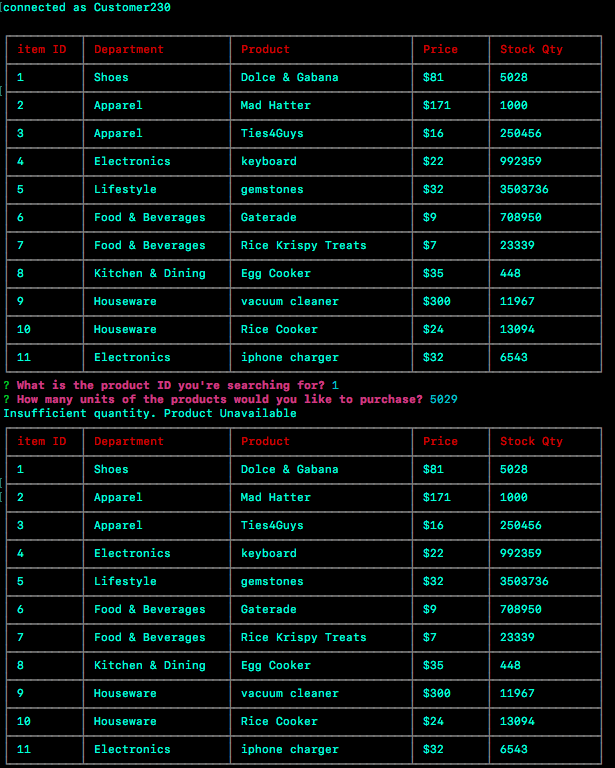 connected as Customer230
item ID Department Product Price Stock Qty
1 Shoes Dolce & Gabana $81 5028
2 Apparel Mad Hatter $171 1000
3 Apparel Ties4Guys $16 250456
4 Electronics keyboard $22 992359
5 Lifestyle gemstones $32 3503736
6 Food & Beverages Gaterade $9 708950
7 Food & Beverages Rice Krispy Treats $7 23339
8 Kitchen & Dining Egg Cooker $35 448
9 Houseware vacuum cleaner $300 11967
10 Houseware Rice Cooker $24 13094
11 Electronics iphone charger $32 6543
? What is the product ID you're searching for? 1
? How many units of the products would you like to purchase? 5029
Insufficient quantity. Product Unavailable
item ID Department Product Price Stock Qty
1 Shoes Dolce & Gabana $81 5028
2 Apparel Mad Hatter $171 1000
3 Apparel Ties4Guys $16 250456
4 Electronics keyboard $22 992359
5 Lifestyle gemstones $32 3503736
6 Food & Beverages Gaterade $9 708950
7 Food & Beverages Rice Krispy Treats $7 23339
8 Kitchen & Dining Egg Cooker $35 448
9 Houseware vacuum cleaner $300 11967
10 Houseware Rice Cooker $24 13094
11 Electronics iphone charger $32 6543